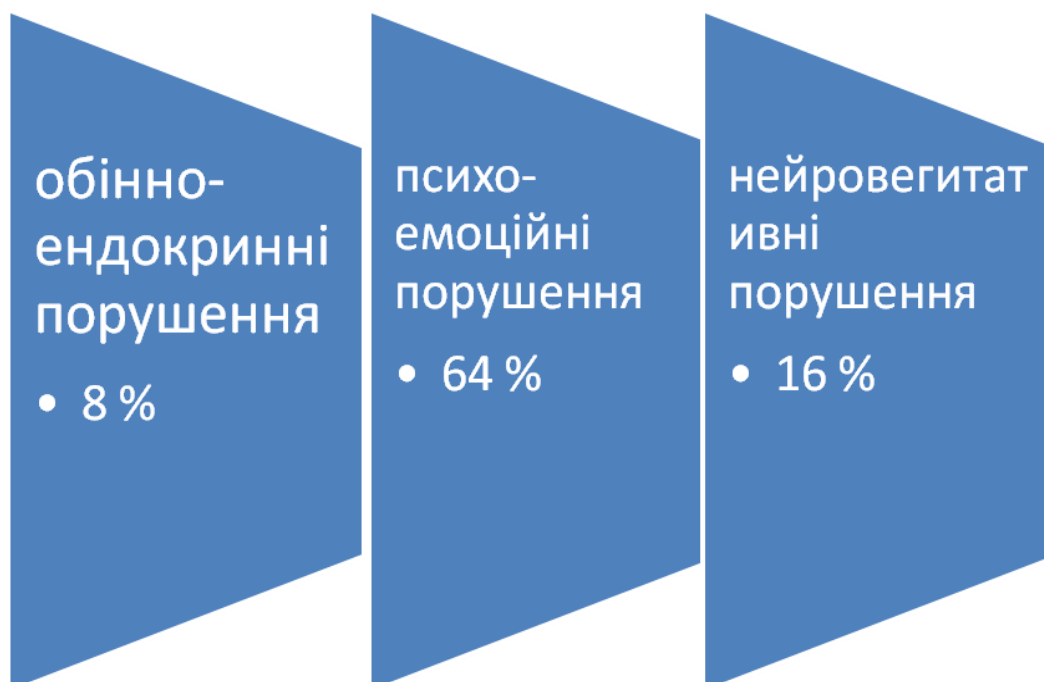 обінно-
ендокринні
порушення
• 8 %
психо-
емоційні
порушення
• 64 %
нейровегитат
ивні
порушення
• 16 %